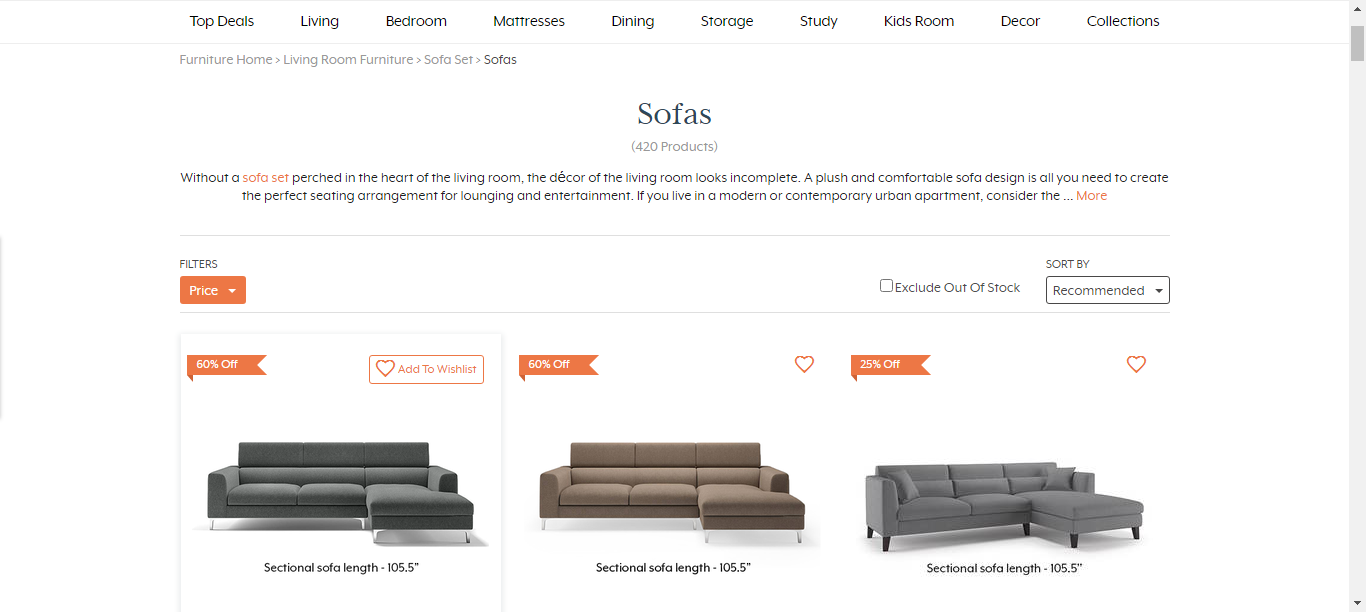 Top Deals Living Bedroom Mattresses Dining Storage Study Kids Room Decor Collections
Furniture Home > Living Room Furniture > Sofa Set > Sofas
Sofas
(420 Products)
Without a sofa set perched in the heart of the living room, the décor of the living room looks incomplete. A plush and comfortable sofa design is all you need to create
the perfect seating arrangement for lounging and entertainment. If you live in a modern or contemporary urban apartment, consider the ... More
FILTERS
Price
Exclude Out Of Stock
SORT BY
Recommended
60% Off
Add To Wishlist
60% Off
25% Off
Sectional sofa length - 105.5”
Sectional sofa length - 105.5”
Sectional sofa length - 105.5”